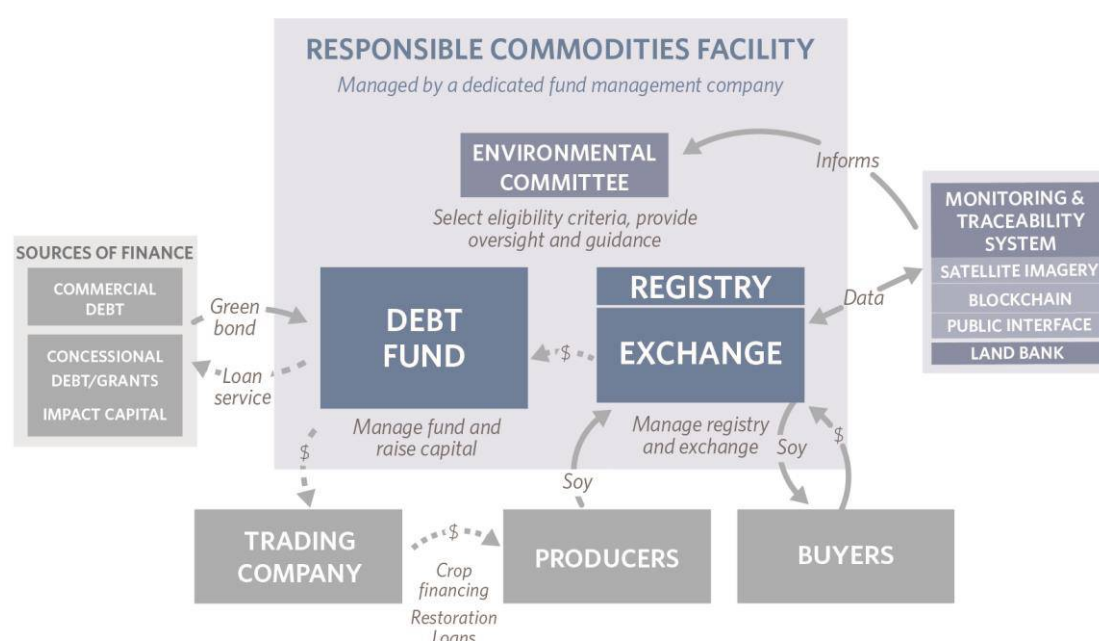 RESPONSIBLE COMMODITIES FACILITY
Managed by a dedicated fund management company
ENVIRONMENTAL
COMMITTEE
Select eligibility criteria, provide
oversight and guidance
Informs
MONITORING &
TRACEABILITY
SYSTEM
SATELLITE IMAGERY
BLOCKCHAIN
PUBLIC INTERFACE
LAND BANK
SOURCES OF FINANCE
COMMERCIAL
DEBT
CONCESSIONAL
DEBT/GRANTS
IMPACT CAPITAL
Green
bond
Loan
service
DEBT
FUND
Manage fund and
raise capital
$
REGISTRY
EXCHANGE
Manage registry
and exchange
Data
$
Soy
Soy
$
TRADING
COMPANY
$
Crop
financing
Restoration
Loans
PRODUCERS
BUYERS